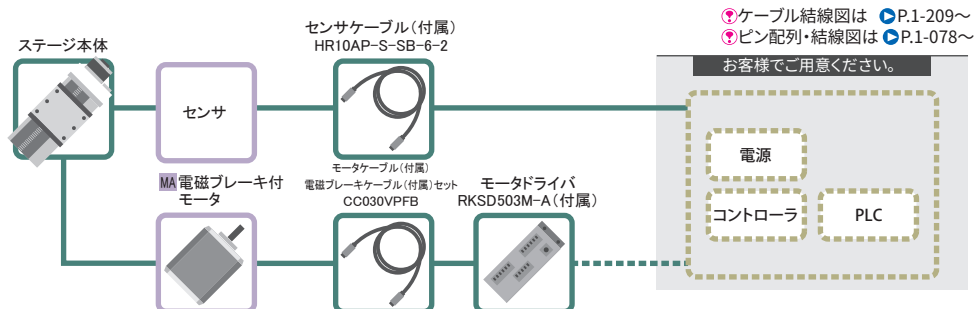 ケーブル結線図は P.1-209〜
ピン配列・結線図は P.1-078〜
お客様でご用意ください。
ステージ本体
センサ
センサケーブル(付属)
HR10AP-S-SB-6-2
MA電磁ブレーキ付
モータ
モータケーブル(付属)
電磁ブレーキケーブル(付属)セット
CC030VPFB
モータドライバ
RKSD503M-A(付属)
電源
コントローラ
PLC